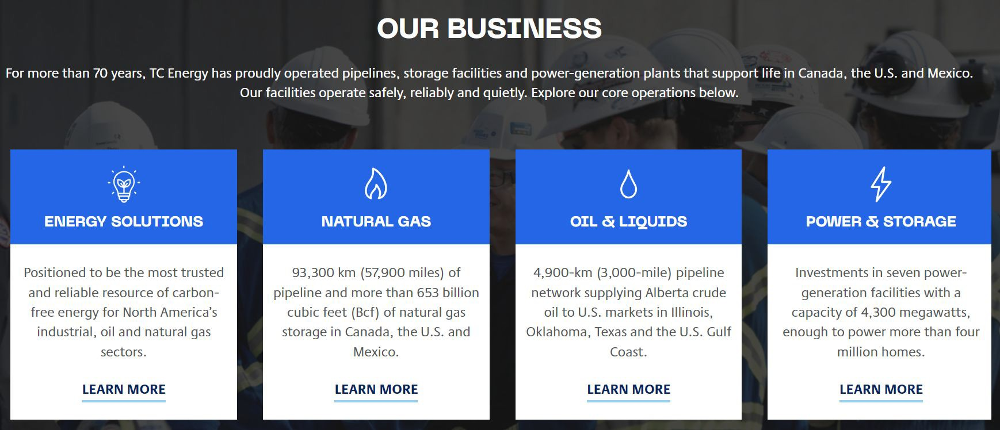 OUR BUSINESS
For more than 70 years, TC Energy has proudly operated pipelines, storage facilities and power-generation plants that support life in Canada, the U.S. and Mexico.
Our facilities operate safely, reliably and quietly. Explore our core operations below.
ENERGY SOLUTIONS
Positioned to be the most trusted
and reliable resource of carbon-
free energy for North America’s
industrial, oil and natural gas
sectors.
LEARN MORE
NATURAL GAS
93,300 km (57,900 miles) of
pipeline and more than 653 billion
cubic feet (Bcf) of natural gas
storage in Canada, the U.S. and
Mexico.
LEARN MORE
OIL & LIQUIDS
4,900-km (3,000-mile) pipeline
network supplying Alberta crude
oil to U.S. markets in Illinois,
Oklahoma, Texas and the U.S. Gulf
Coast.
LEARN MORE
POWER & STORAGE
Investments in seven power-
generation facilities with a
capacity of 4,300 megawatts,
enough to power more than four
million homes.
LEARN MORE